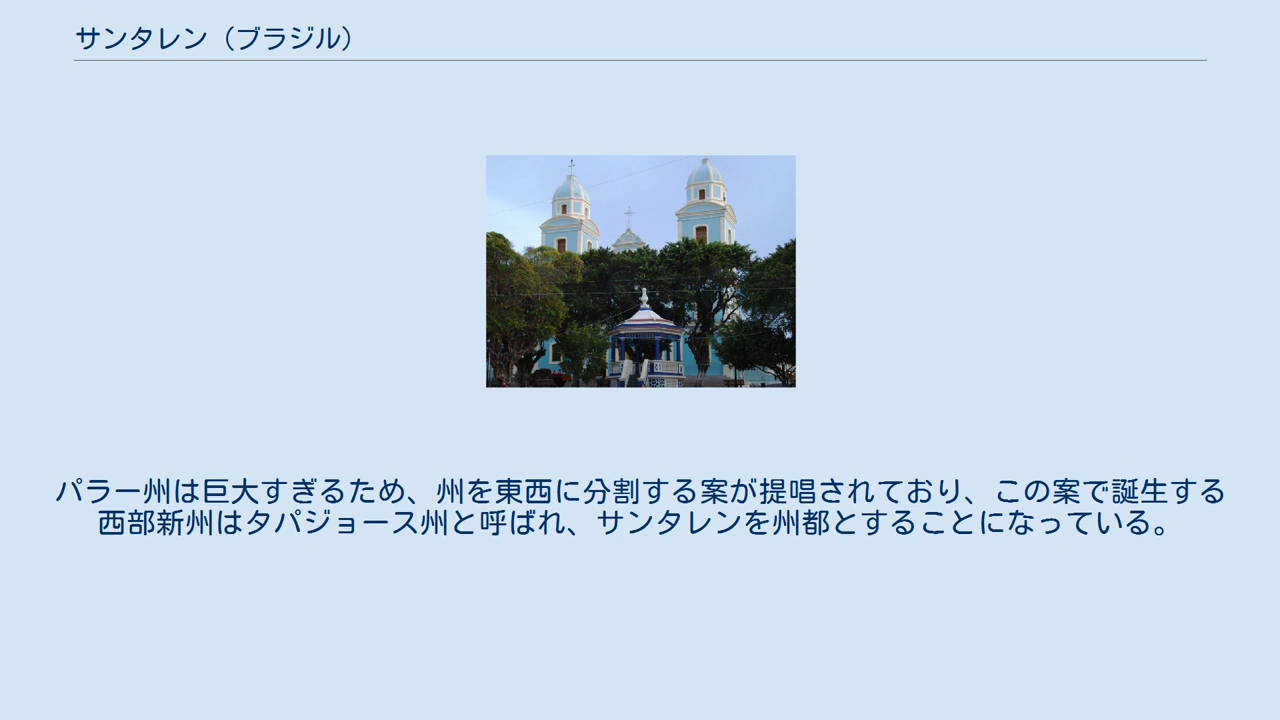 サンタレン（ブラジル）
パラー州は巨大すぎるため、州を東西に分割する案が提唱されており、この案で誕生する
西部新州はタパジョース州と呼ばれ、サンタレンを州都とすることになっている。